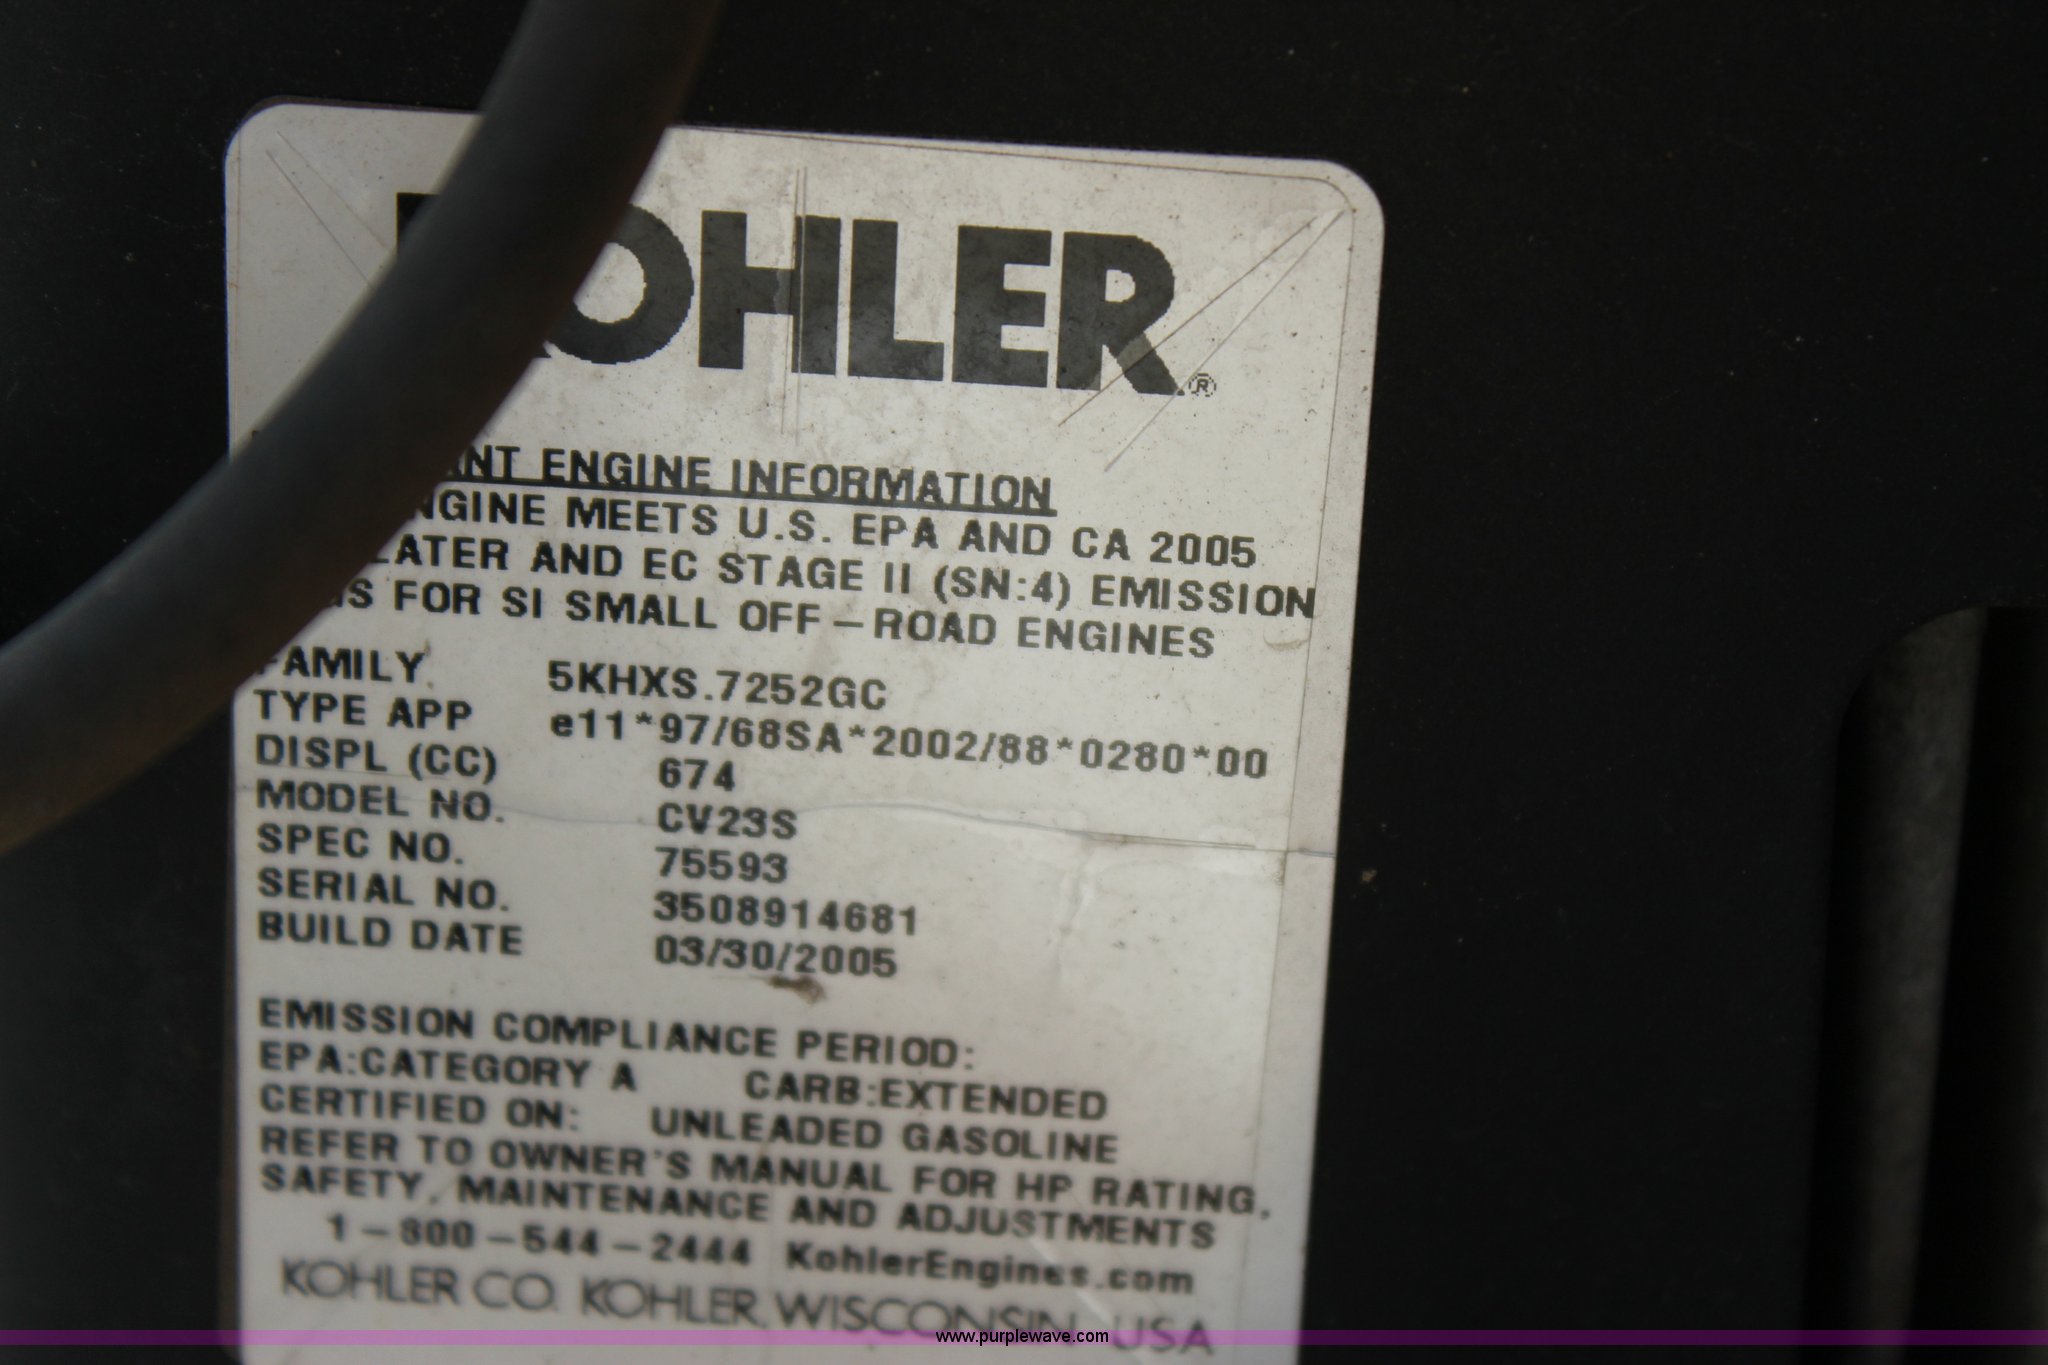 KOHLER®
ENGINE INFORMATION
MEETS U.S. EPA AND CA 2005
AND EC STAGE II (SN:4) EMISSION
FOR SI SMALL OFF-ROAD ENGINES
FAMILY 5KHXS.7252GC
TYPE APP e11*97/68SA*2002/88*0280*00
DISPL (CC) 674
MODEL NO. CV23S
SPEC NO. 75593
SERIAL NO. 3508914681
BUILD DATE 03/30/2005
EMISSION COMPLIANCE PERIOD:
EPA:CATEGORY A CARB:EXTENDED
CERTIFIED ON: UNLEADED GASOLINE
REFER TO OWNER'S MANUAL FOR HP RATING,
SAFETY, MAINTENANCE AND ADJUSTMENTS
1-800-544-2444 KohlerEngines.com
KOHLER CO. KOHLER, WISCONSIN USA
www.purplewave.com